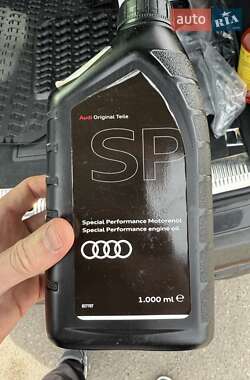 AUTO RIA
Audi Original Teile
SP
Special Performance Motorenöl
Special Performance engine oil
1.000 ml ℮